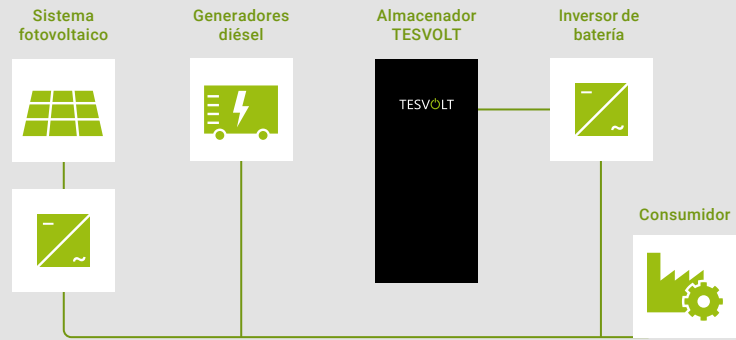 Sistema
fotovoltaico
Generadores
diésel
Almacenador
TESVOLT
Inversor de
batería
TESVOLT
Consumidor